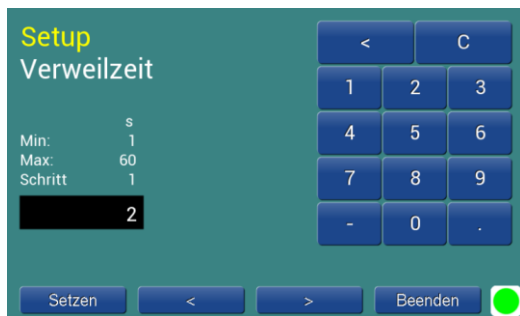 Setup
Verweilzeit
s
Min: 1
Max: 60
Schritt 1
2
< C
1 2 3
4 5 6
7 8 9
- 0 .
Setzen < > Beenden